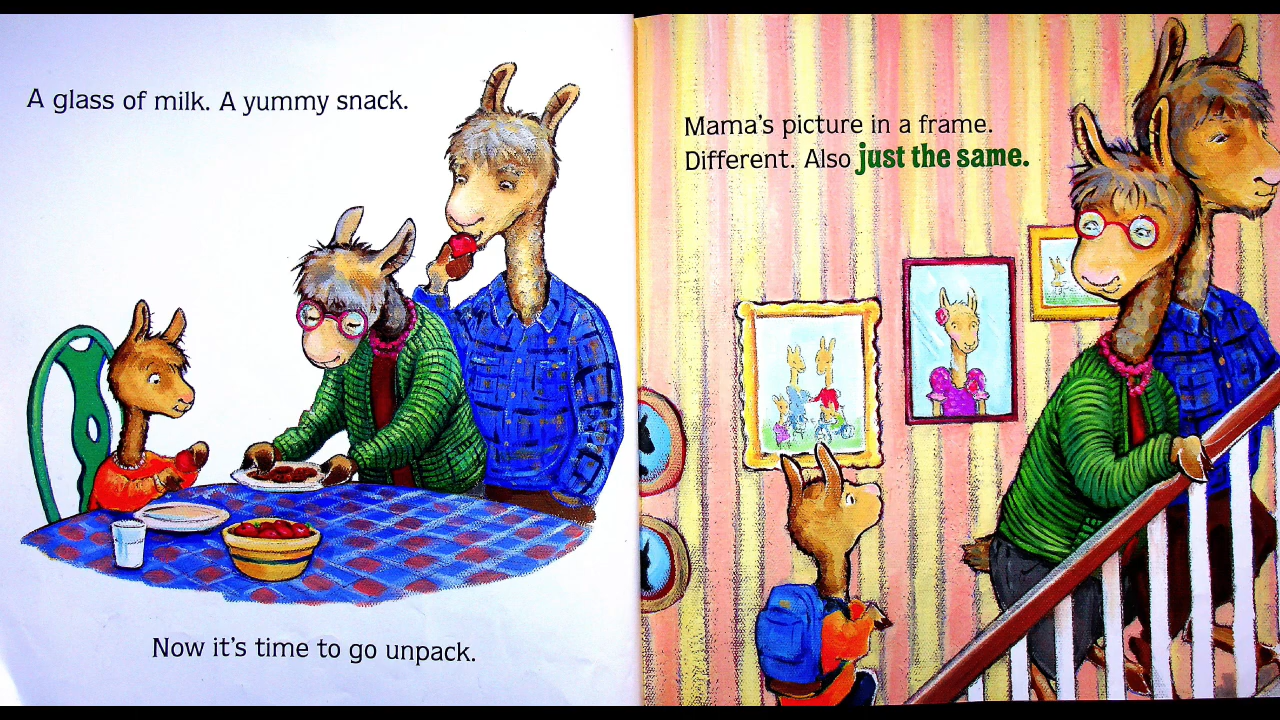 A glass of milk. A yummy snack.
Now it's time to go unpack.
Mama's picture in a frame.
Different. Also just the same.